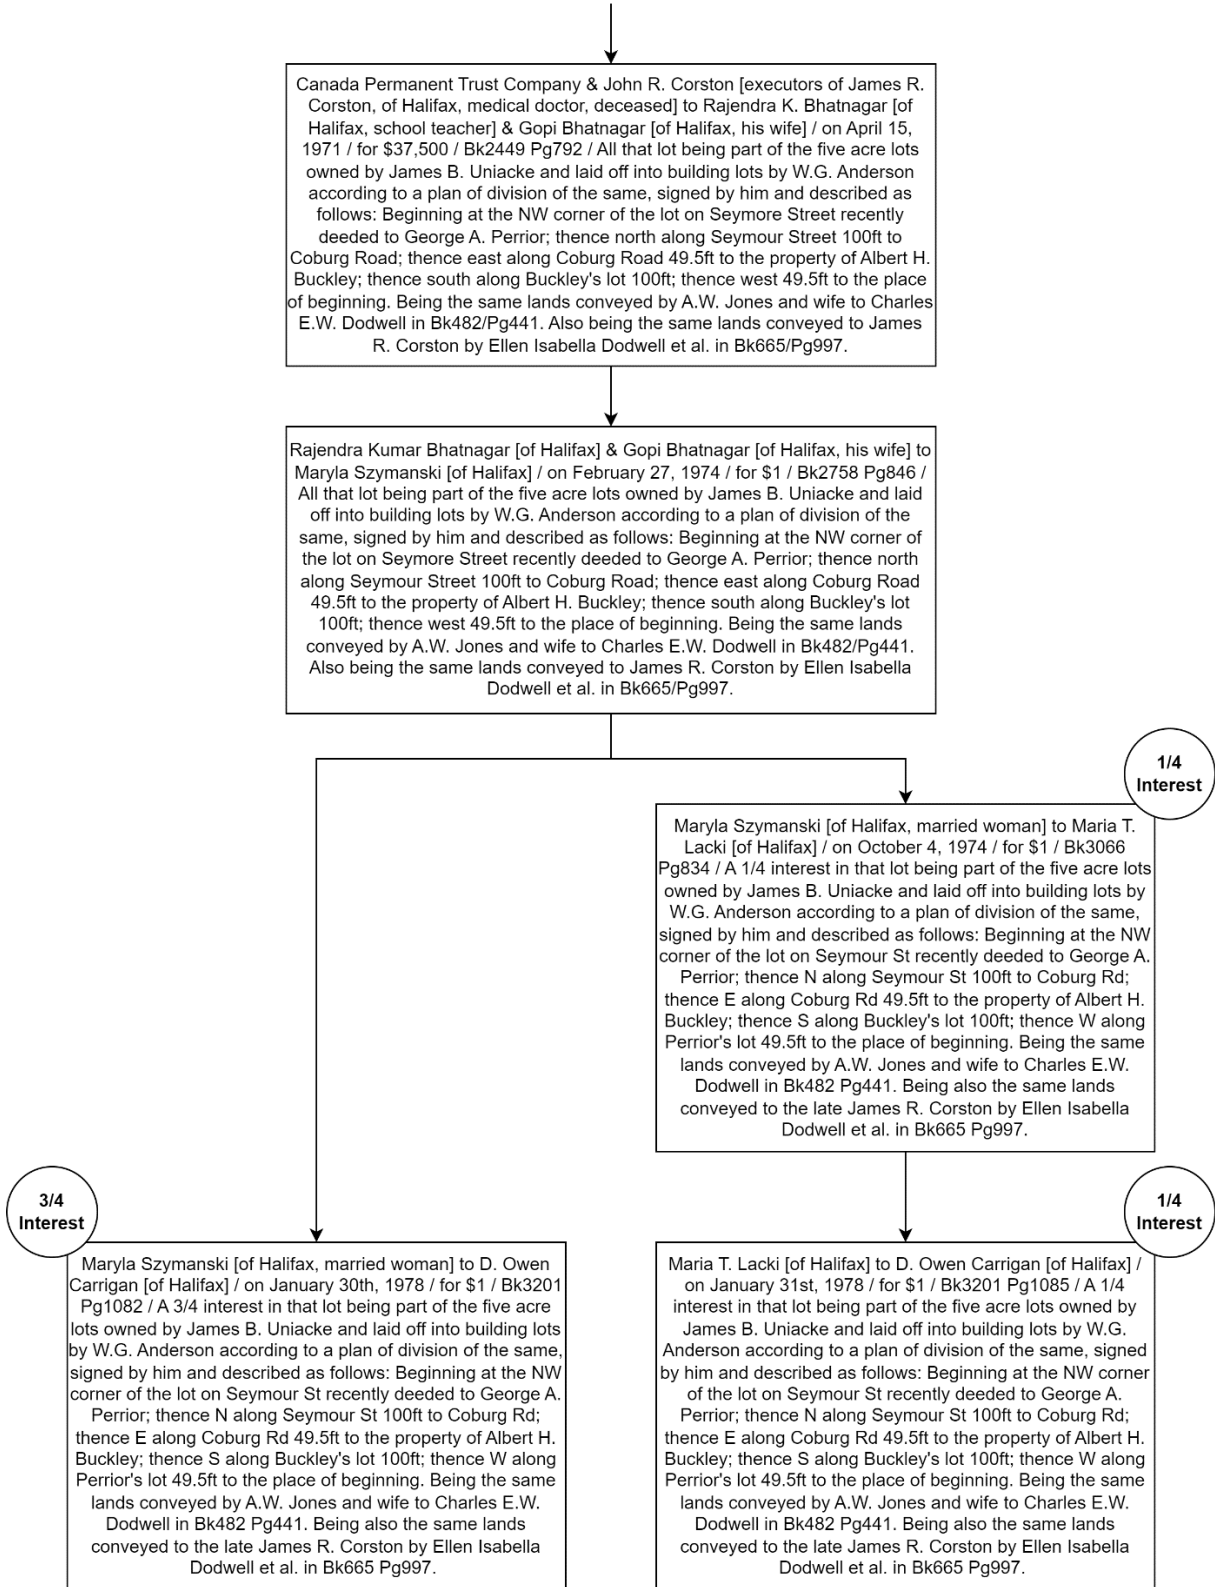 Canada Permanent Trust Company & John R. Corston [executors of James R.
Corston, of Halifax, medical doctor, deceased] to Rajendra K. Bhatnagar [of
Halifax, school teacher] & Gopi Bhatnagar [of Halifax, his wife] / on April 15,
1971 / for $37,500 / Bk2449 Pg792 / All that lot being part of the five acre lots
owned by James B. Uniacke and laid off into building lots by W.G. Anderson
according to a plan of division of the same, signed by him and described as
follows: Beginning at the NW corner of the lot on Seymore Street recently
deeded to George A. Perrior; thence north along Seymour Street 100ft to
Coburg Road; thence east along Coburg Road 49.5ft to the property of Albert H.
Buckley; thence south along Buckley's lot 100ft; thence west 49.5ft to the place
of beginning. Being the same lands conveyed by A.W. Jones and wife to Charles
E.W. Dodwell in Bk482/Pg441. Also being the same lands conveyed to James
R. Corston by Ellen Isabella Dodwell et al. in Bk665/Pg997.
Rajendra Kumar Bhatnagar [of Halifax] & Gopi Bhatnagar [of Halifax, his wife] to
Maryla Szymanski [of Halifax] / on February 27, 1974 / for $1 / Bk2758 Pg846 /
All that lot being part of the five acre lots owned by James B. Uniacke and laid
off into building lots by W.G. Anderson according to a plan of division of the
same, signed by him and described as follows: Beginning at the NW corner of
the lot on Seymore Street recently deeded to George A. Perrior; thence north
along Seymour Street 100ft to Coburg Road; thence east along Coburg Road
49.5ft to the property of Albert H. Buckley; thence south along Buckley's lot
100ft; thence west 49.5ft to the place of beginning. Being the same lands
conveyed by A.W. Jones and wife to Charles E.W. Dodwell in Bk482/Pg441.
Also being the same lands conveyed to James R. Corston by Ellen Isabella
Dodwell et al. in Bk665/Pg997.
1/4
Interest
Maryla Szymanski [of Halifax, married woman] to Maria T.
Lacki [of Halifax] / on October 4, 1974 / for $1 / Bk3066
Pg834 / A 1/4 interest in that lot being part of the five acre lots
owned by James B. Uniacke and laid off into building lots by
W.G. Anderson according to a plan of division of the same,
signed by him and described as follows: Beginning at the NW
corner of the lot on Seymour St recently deeded to George A.
Perrior; thence N along Seymour St 100ft to Coburg Rd;
thence E along Coburg Rd 49.5ft to the property of Albert H.
Buckley; thence S along Buckley's lot 100ft; thence W along
Perrior's lot 49.5ft to the place of beginning. Being the same
lands conveyed by A.W. Jones and wife to Charles E.W.
Dodwell in Bk482 Pg441. Being also the same lands
conveyed to the late James R. Corston by Ellen Isabella
Dodwell et al. in Bk665 Pg997.
3/4
Interest
Maryla Szymanski [of Halifax, married woman] to D. Owen
Carrigan [of Halifax] / on January 30th, 1978 / for $1 / Bk3201
Pg1082 / A 3/4 interest in that lot being part of the five acre
lots owned by James B. Uniacke and laid off into building lots
by W.G. Anderson according to a plan of division of the same,
signed by him and described as follows: Beginning at the NW
corner of the lot on Seymour St recently deeded to George A.
Perrior; thence N along Seymour St 100ft to Coburg Rd;
thence E along Coburg Rd 49.5ft to the property of Albert H.
Buckley; thence S along Buckley's lot 100ft; thence W along
Perrior's lot 49.5ft to the place of beginning. Being the same
lands conveyed by A.W. Jones and wife to Charles E.W.
Dodwell in Bk482 Pg441. Being also the same lands
conveyed to the late James R. Corston by Ellen Isabella
Dodwell et al. in Bk665 Pg997.
1/4
Interest
Maria T. Lacki [of Halifax] to D. Owen Carrigan [of Halifax] /
on January 31st, 1978 / for $1 / Bk3201 Pg1085 / A 1/4
interest in that lot being part of the five acre lots owned by
James B. Uniacke and laid off into building lots by W.G.
Anderson according to a plan of division of the same, signed
by him and described as follows: Beginning at the NW corner
of the lot on Seymour St recently deeded to George A.
Perrior; thence N along Seymour St 100ft to Coburg Rd;
thence E along Coburg Rd 49.5ft to the property of Albert H.
Buckley; thence S along Buckley's lot 100ft; thence W along
Perrior's lot 49.5ft to the place of beginning. Being the same
lands conveyed by A.W. Jones and wife to Charles E.W.
Dodwell in Bk482 Pg441. Being also the same lands
conveyed to the late James R. Corston by Ellen Isabella
Dodwell et al. in Bk665 Pg997.